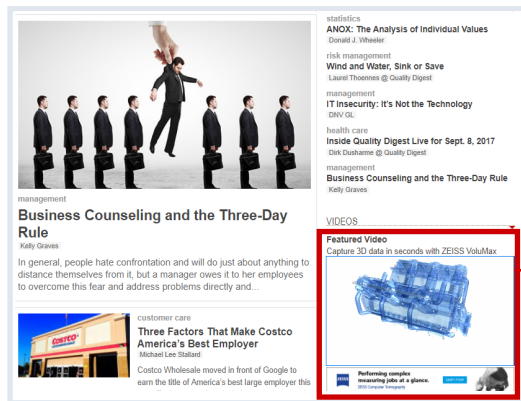 management
Business Counseling and the Three-Day
Rule
Kelly Graves
In general, people hate confrontation and will do just about anything to
distance themselves from it, but a manager owes it to her employees
to overcome this fear and address problems directly and...
COSTCO
customer care
Three Factors That Make Costco
America's Best Employer
Michael Lee Stallard
Costco Wholesale moved in front of Google to
earn the title of America's best large employer this
statistics
ANOX: The Analysis of Individual Values
Donald J. Wheeler
risk management
Wind and Water, Sink or Save
Laurel Thoennes @ Quality Digest
management
IT Insecurity: It's Not the Technology
DNV GL
health care
Inside Quality Digest Live for Sept. 8, 2017
Dirk Dusharme @ Quality Digest
management
Business Counseling and the Three-Day Rule
Kelly Graves
VIDEOS
Featured Video
Capture 3D data in seconds with ZEISS VoluMax
ZEISS
Performing complex
measuring jobs at a glance.
ZEISS Computer Tomography